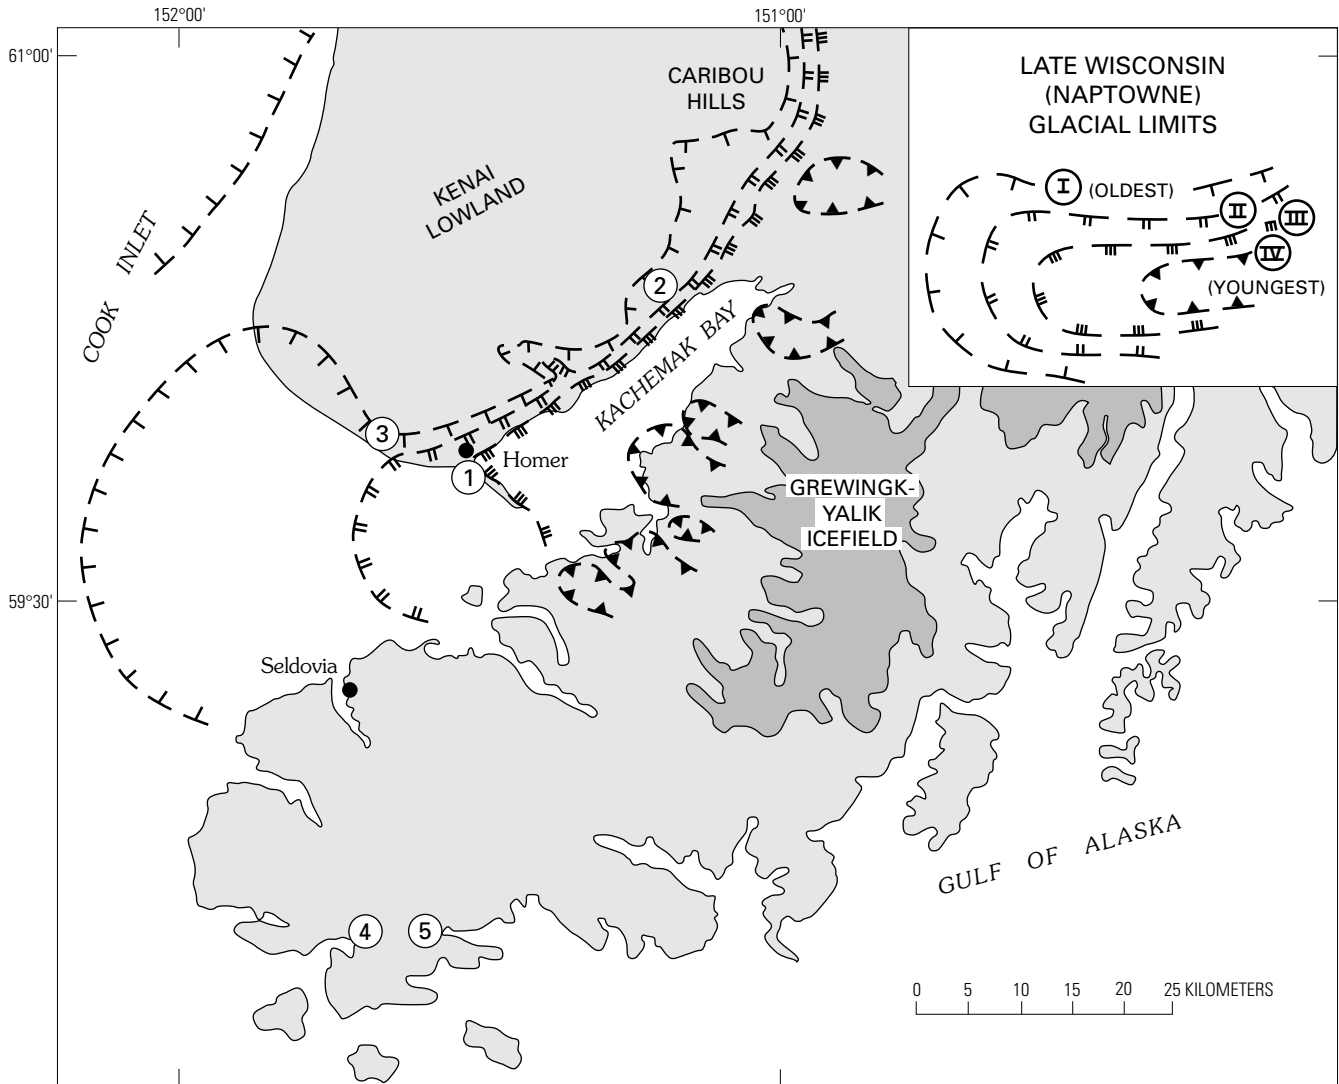 152°00'
151°00'
61°00'
CARIBOU
HILLS
LATE WISCONSIN
(NAPTOWNE)
GLACIAL LIMITS
I
(OLDEST)
II
III
IV
(YOUNGEST)
KENAI
LOWLAND
COOK INLET
2
KACHEMAK BAY
3
1
Homer
GREWINGK-
YALIK
ICEFIELD
59°30'
Seldovia
GULF OF ALASKA
4
5
0 5 10 15 20 25 KILOMETERS